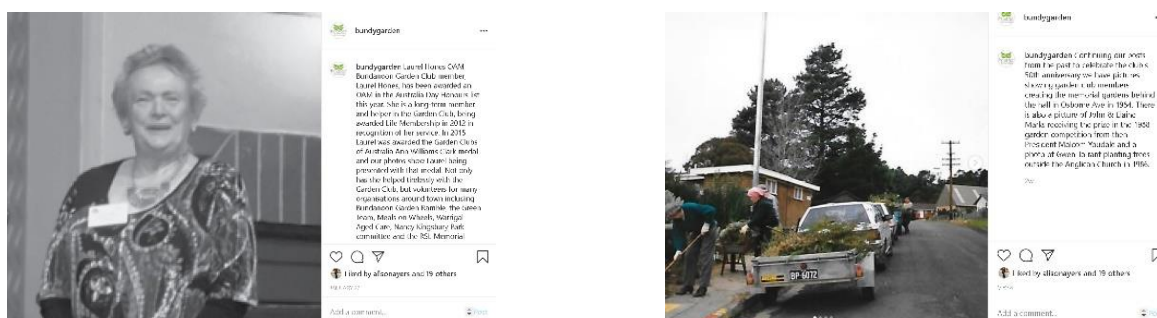 bundygarden
bundygarden Laurel Hones OAM
Bundanoon Garden Club member,
Laurel Hones, has been awarded an
OAM in the Australia Day Honours list
this year. She is a long-term member
and helper in the Garden Club, being
awarded Life Membership in 2012 in
recognition of her service. In 2015
Laurel was awarded the Garden Clubs
of Australia Ann Williams Clark medal
and our photos show Laurel being
presented with that medal. Not only
has she helped tirelessly with the
Garden Club, but volunteers for many
organisations around town including
Bundanoon Garden Ramble, the Green
Team, Meals on Wheels, Warrigal
Aged Care, Nancy Kingsbury Park
committee and the RSL Memorial
Liked by alisonayers and 19 others
Add a comment...
Post
bundygarden
bundygarden Continuing our posts
from the past to celebrate the club's
50th anniversary we have pictures
showing garden club members
creating the memorial gardens behind
the hall in Osborne Ave in 1984. There
is also a picture of John & Elaine
Marks receiving the prize in the 1988
garden competition from then
President Malcom Youdale and a
photo of Gwen planting trees
outside the Anglican Church in 1986.
Liked by alisonayers and 19 others
Add a comment...
BP-6072